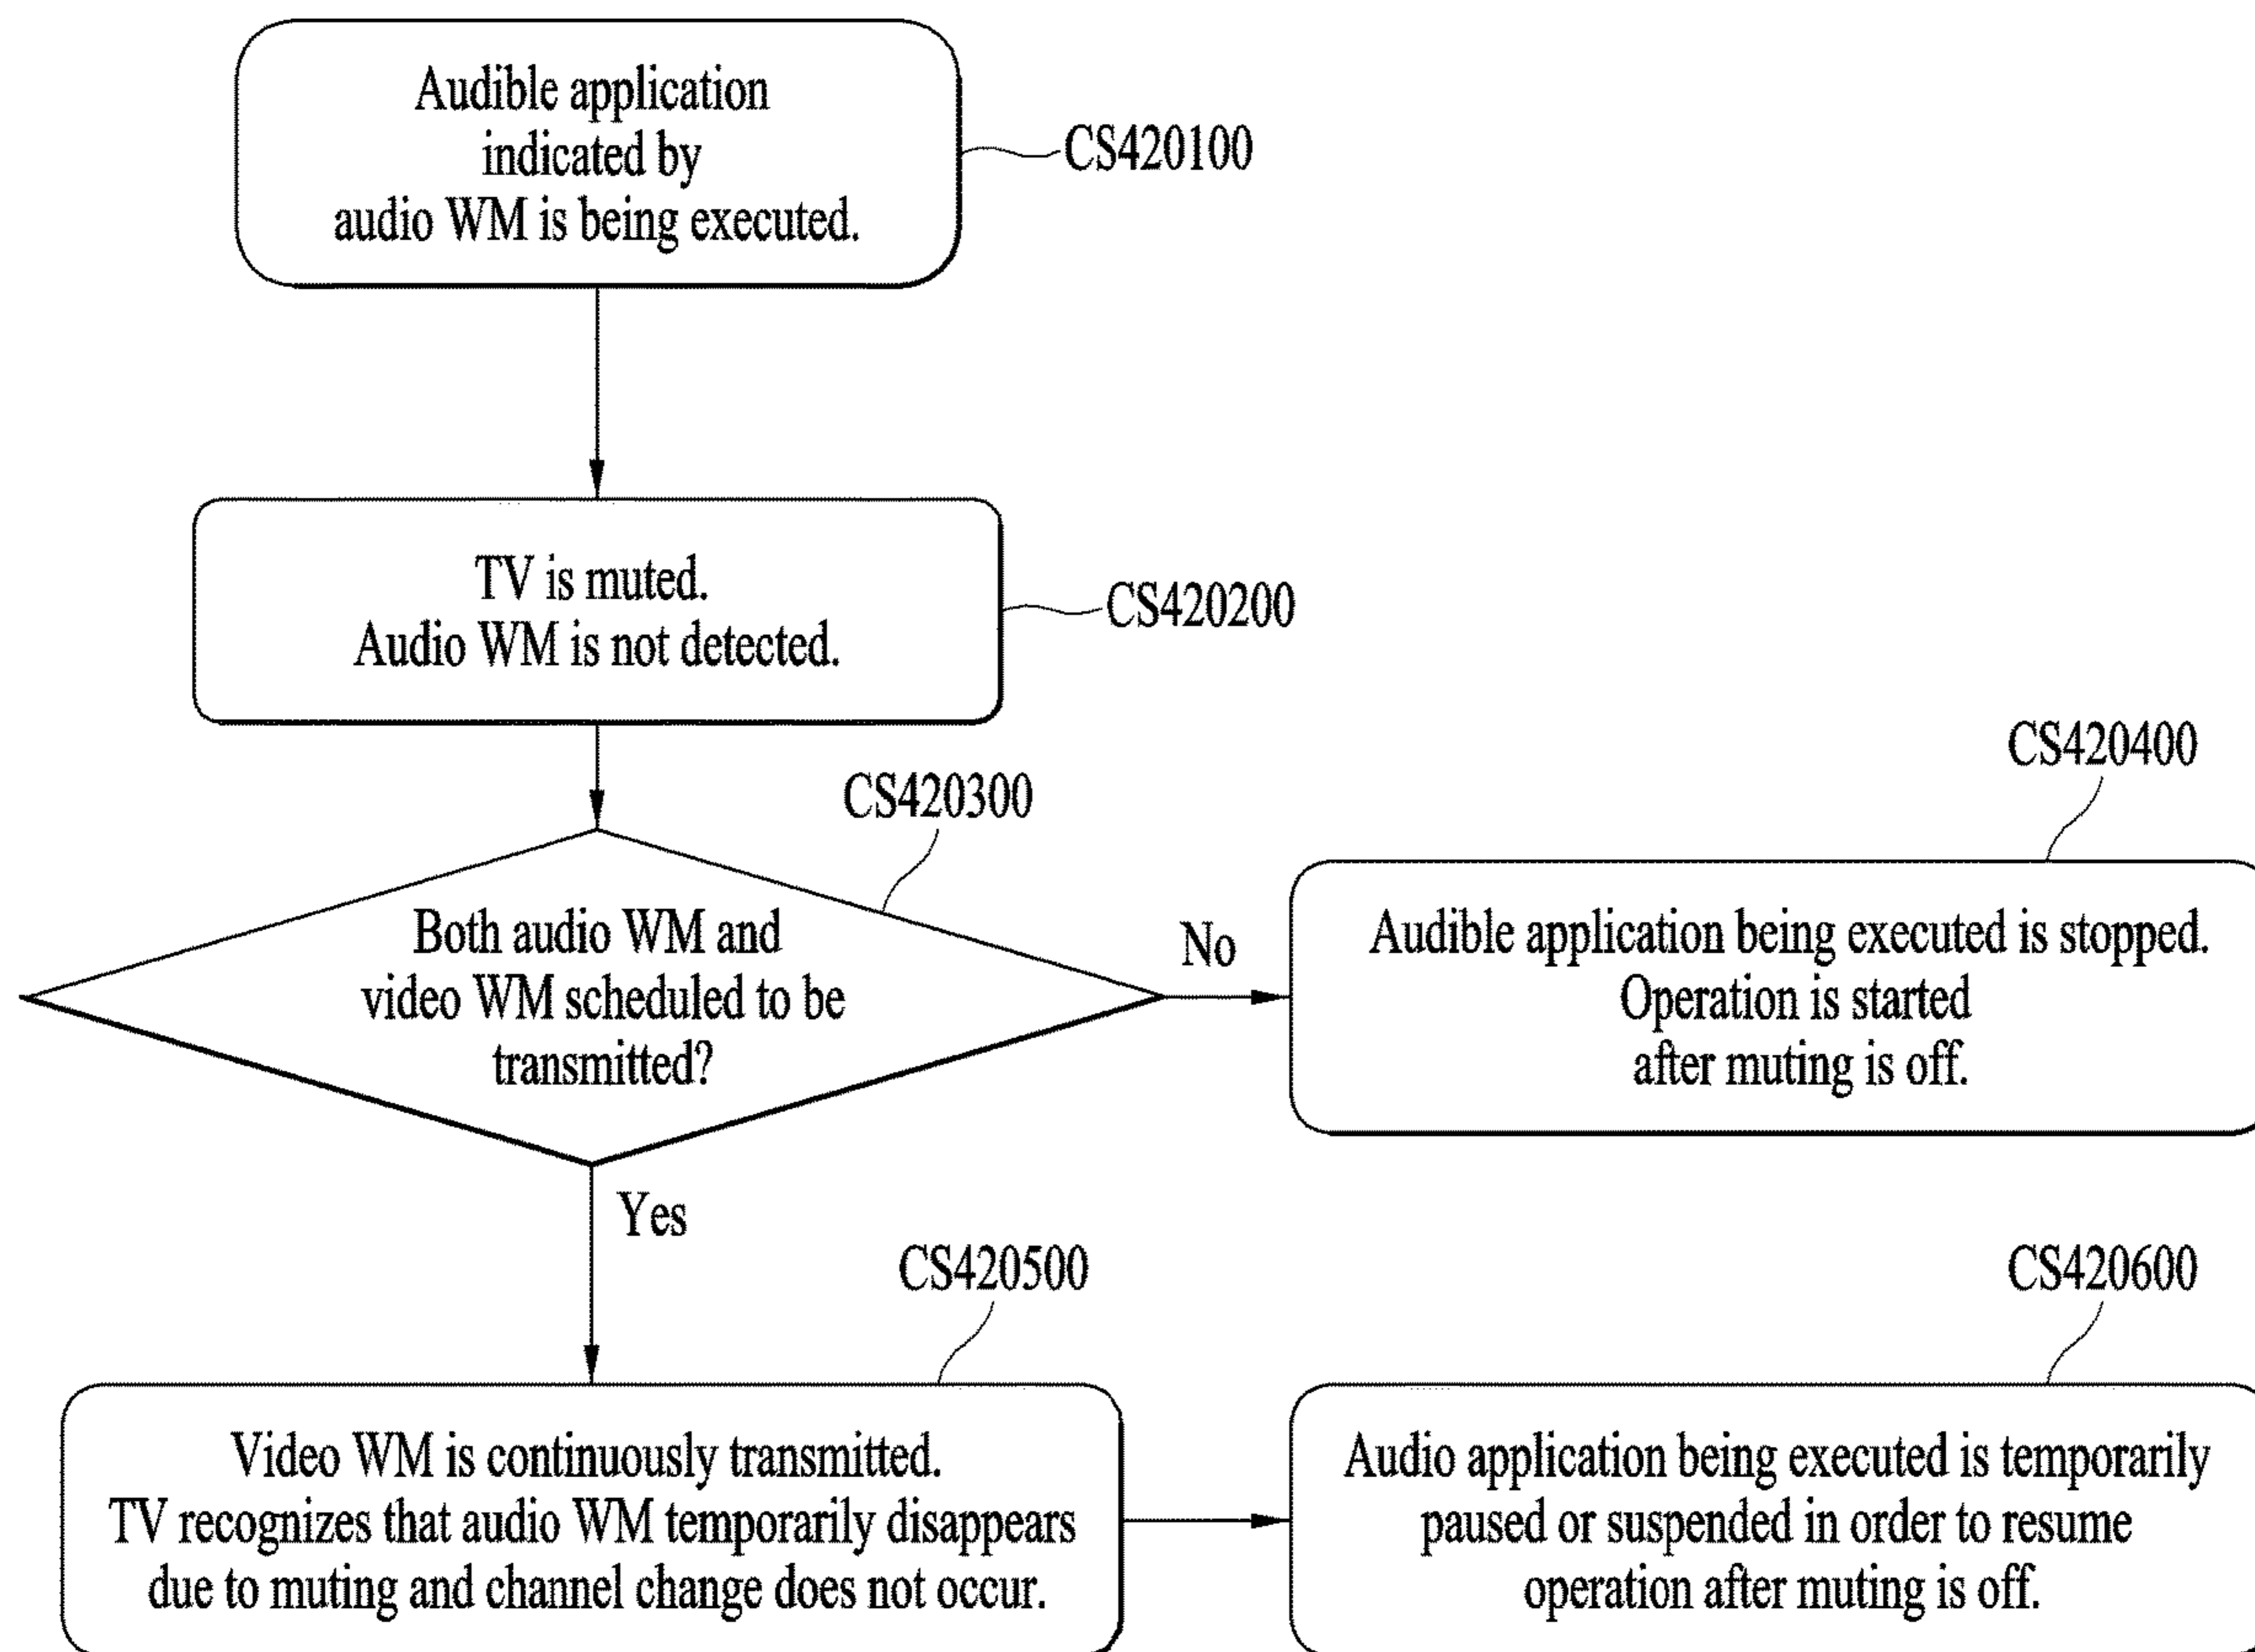 Audible application
indicated by
audio WM is being executed.
CS420100
TV is muted.
Audio WM is not detected.
CS420200
CS420300
Both audio WM and
video WM scheduled to be
transmitted?
No
CS420400
Audible application being executed is stopped.
Operation is started
after muting is off.
Yes
CS420500
Video WM is continuously transmitted.
TV recognizes that audio WM temporarily disappears
due to muting and channel change does not occur.
CS420600
Audio application being executed is temporarily
paused or suspended in order to resume
operation after muting is off.